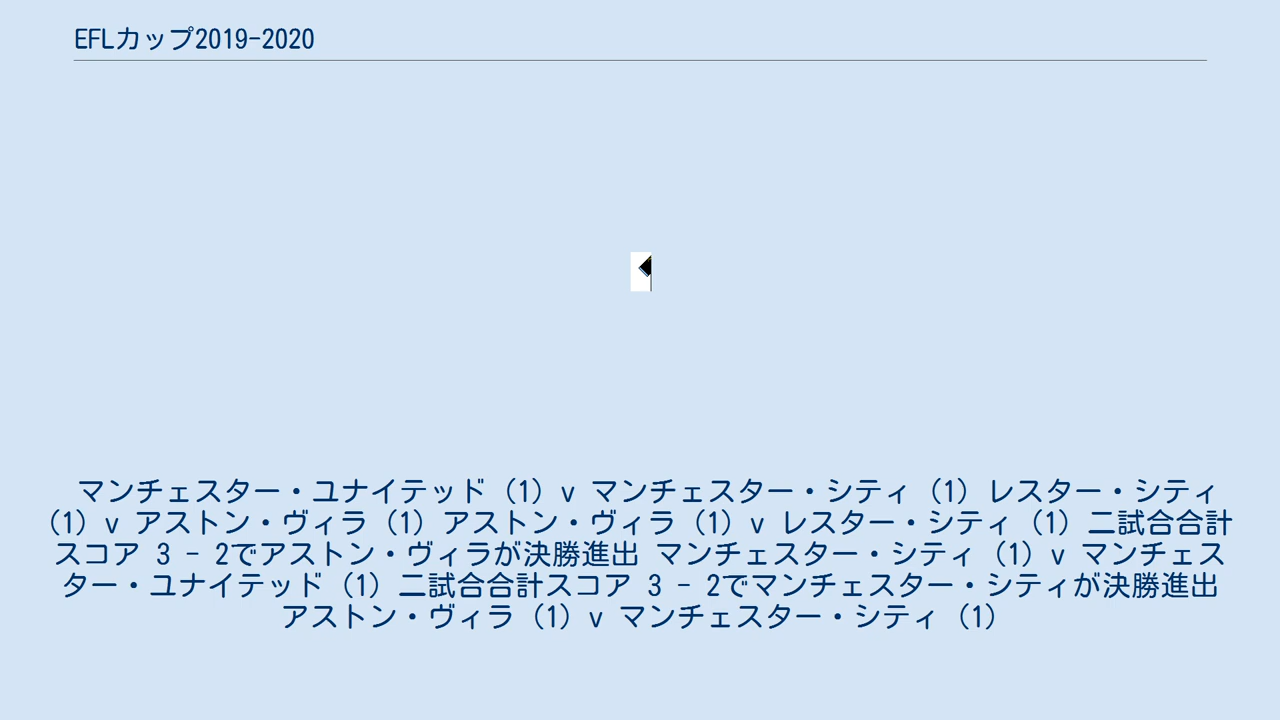 EFLカップ2019-2020
マンチェスター・ユナイテッド (1) v マンチェスター・シティ (1) レスター・シティ
(1) v アストン・ヴィラ (1) アストン・ヴィラ (1) v レスター・シティ (1) 二試合合計
スコア 3 - 2でアストン・ヴィラが決勝進出 マンチェスター・シティ (1) v マンチェス
ター・ユナイテッド (1) 二試合合計スコア 3 - 2でマンチェスター・シティが決勝進出
アストン・ヴィラ (1) v マンチェスター・シティ (1)